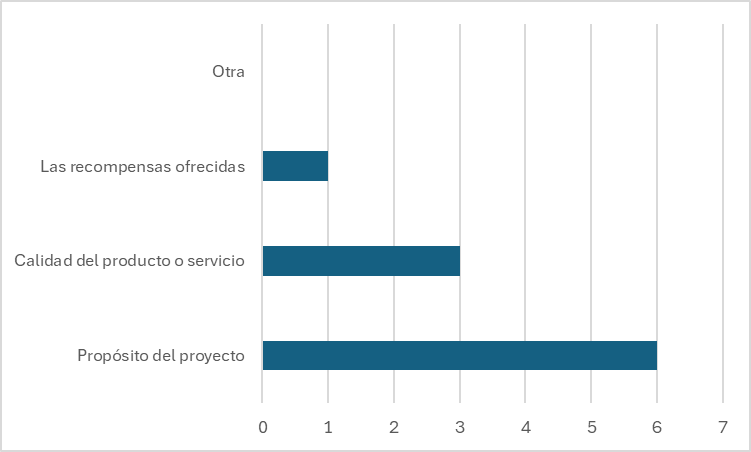 Otra
Las recompensas ofrecidas
Calidad del producto o servicio
Propósito del proyecto
0 1 2 3 4 5 6 7